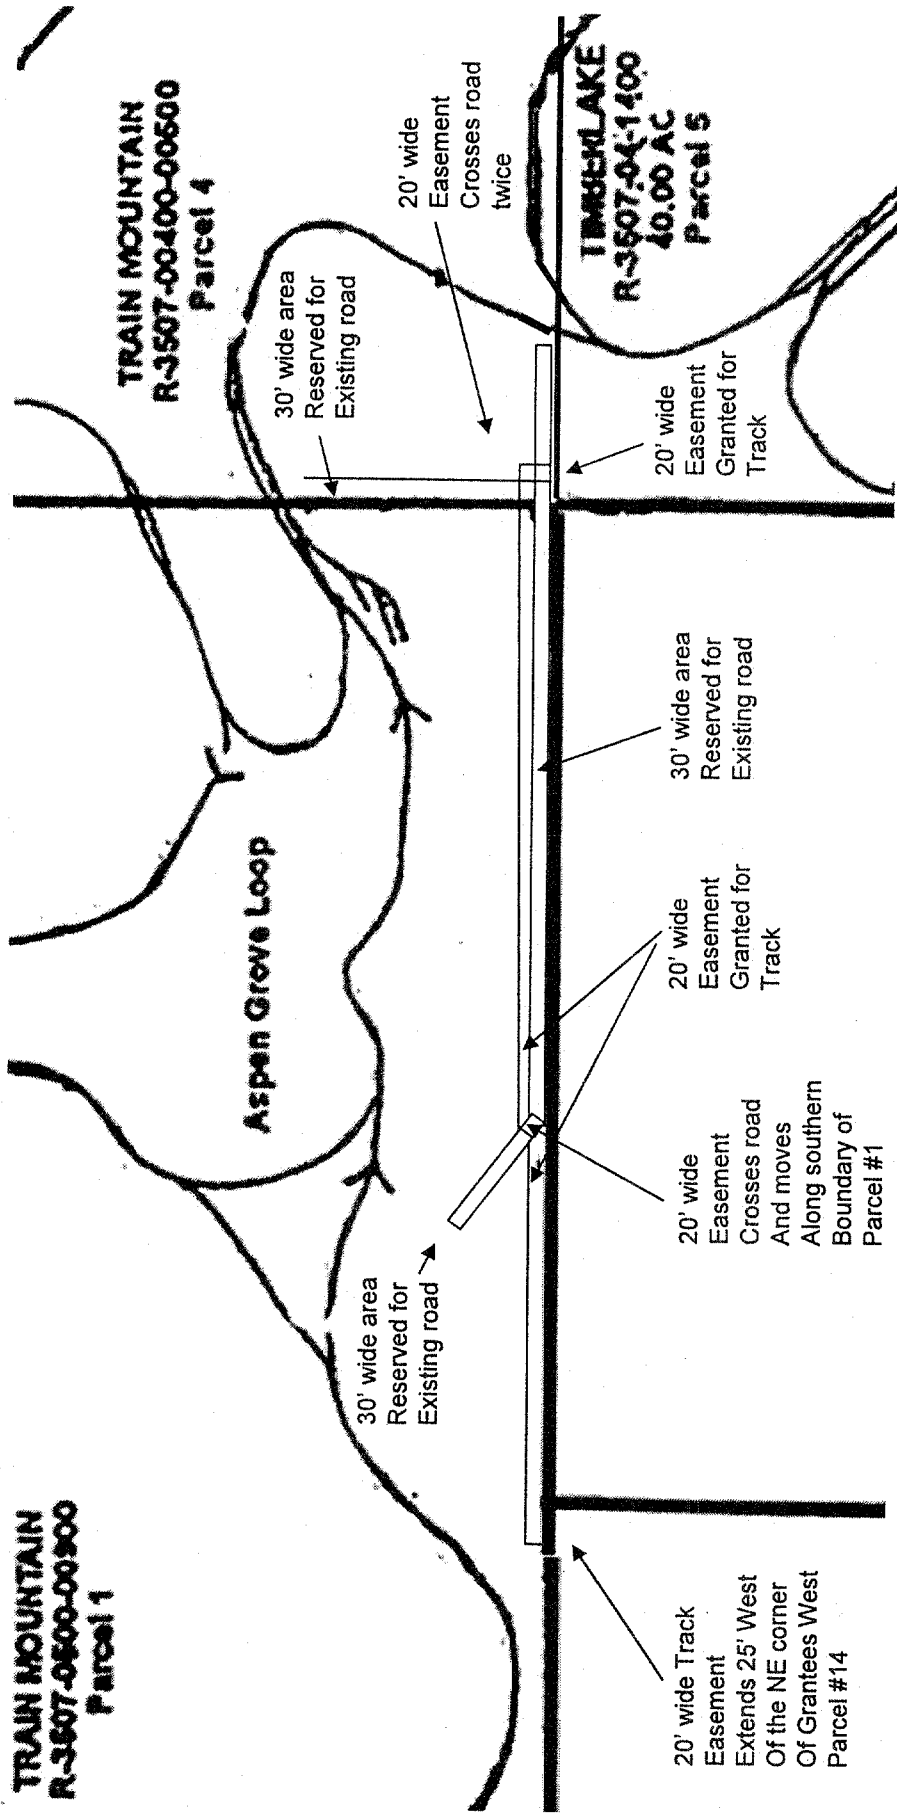 TRAIN MOUNTAIN
R-3507-0500-00900
Parcel 1
TRAIN MOUNTAIN
R-3507-00400-00500
Parcel 4
Aspen Grove Loop
30' wide area
Reserved for
Existing road
20' wide
Easement
Crosses road
twice
30' wide area
Reserved for
Existing road
TIMBERLAKE
R-3507-04-1400
40.00 AC
Parcel 5
20' wide Track
Easement
Extends 25' West
Of the NE corner
Of Grantees West
Parcel #14
20' wide
Easement
Crosses road
And moves
Along southern
Boundary of
Parcel #1
20' wide
Easement
Granted for
Track
30' wide area
Reserved for
Existing road
20' wide
Easement
Granted for
Track